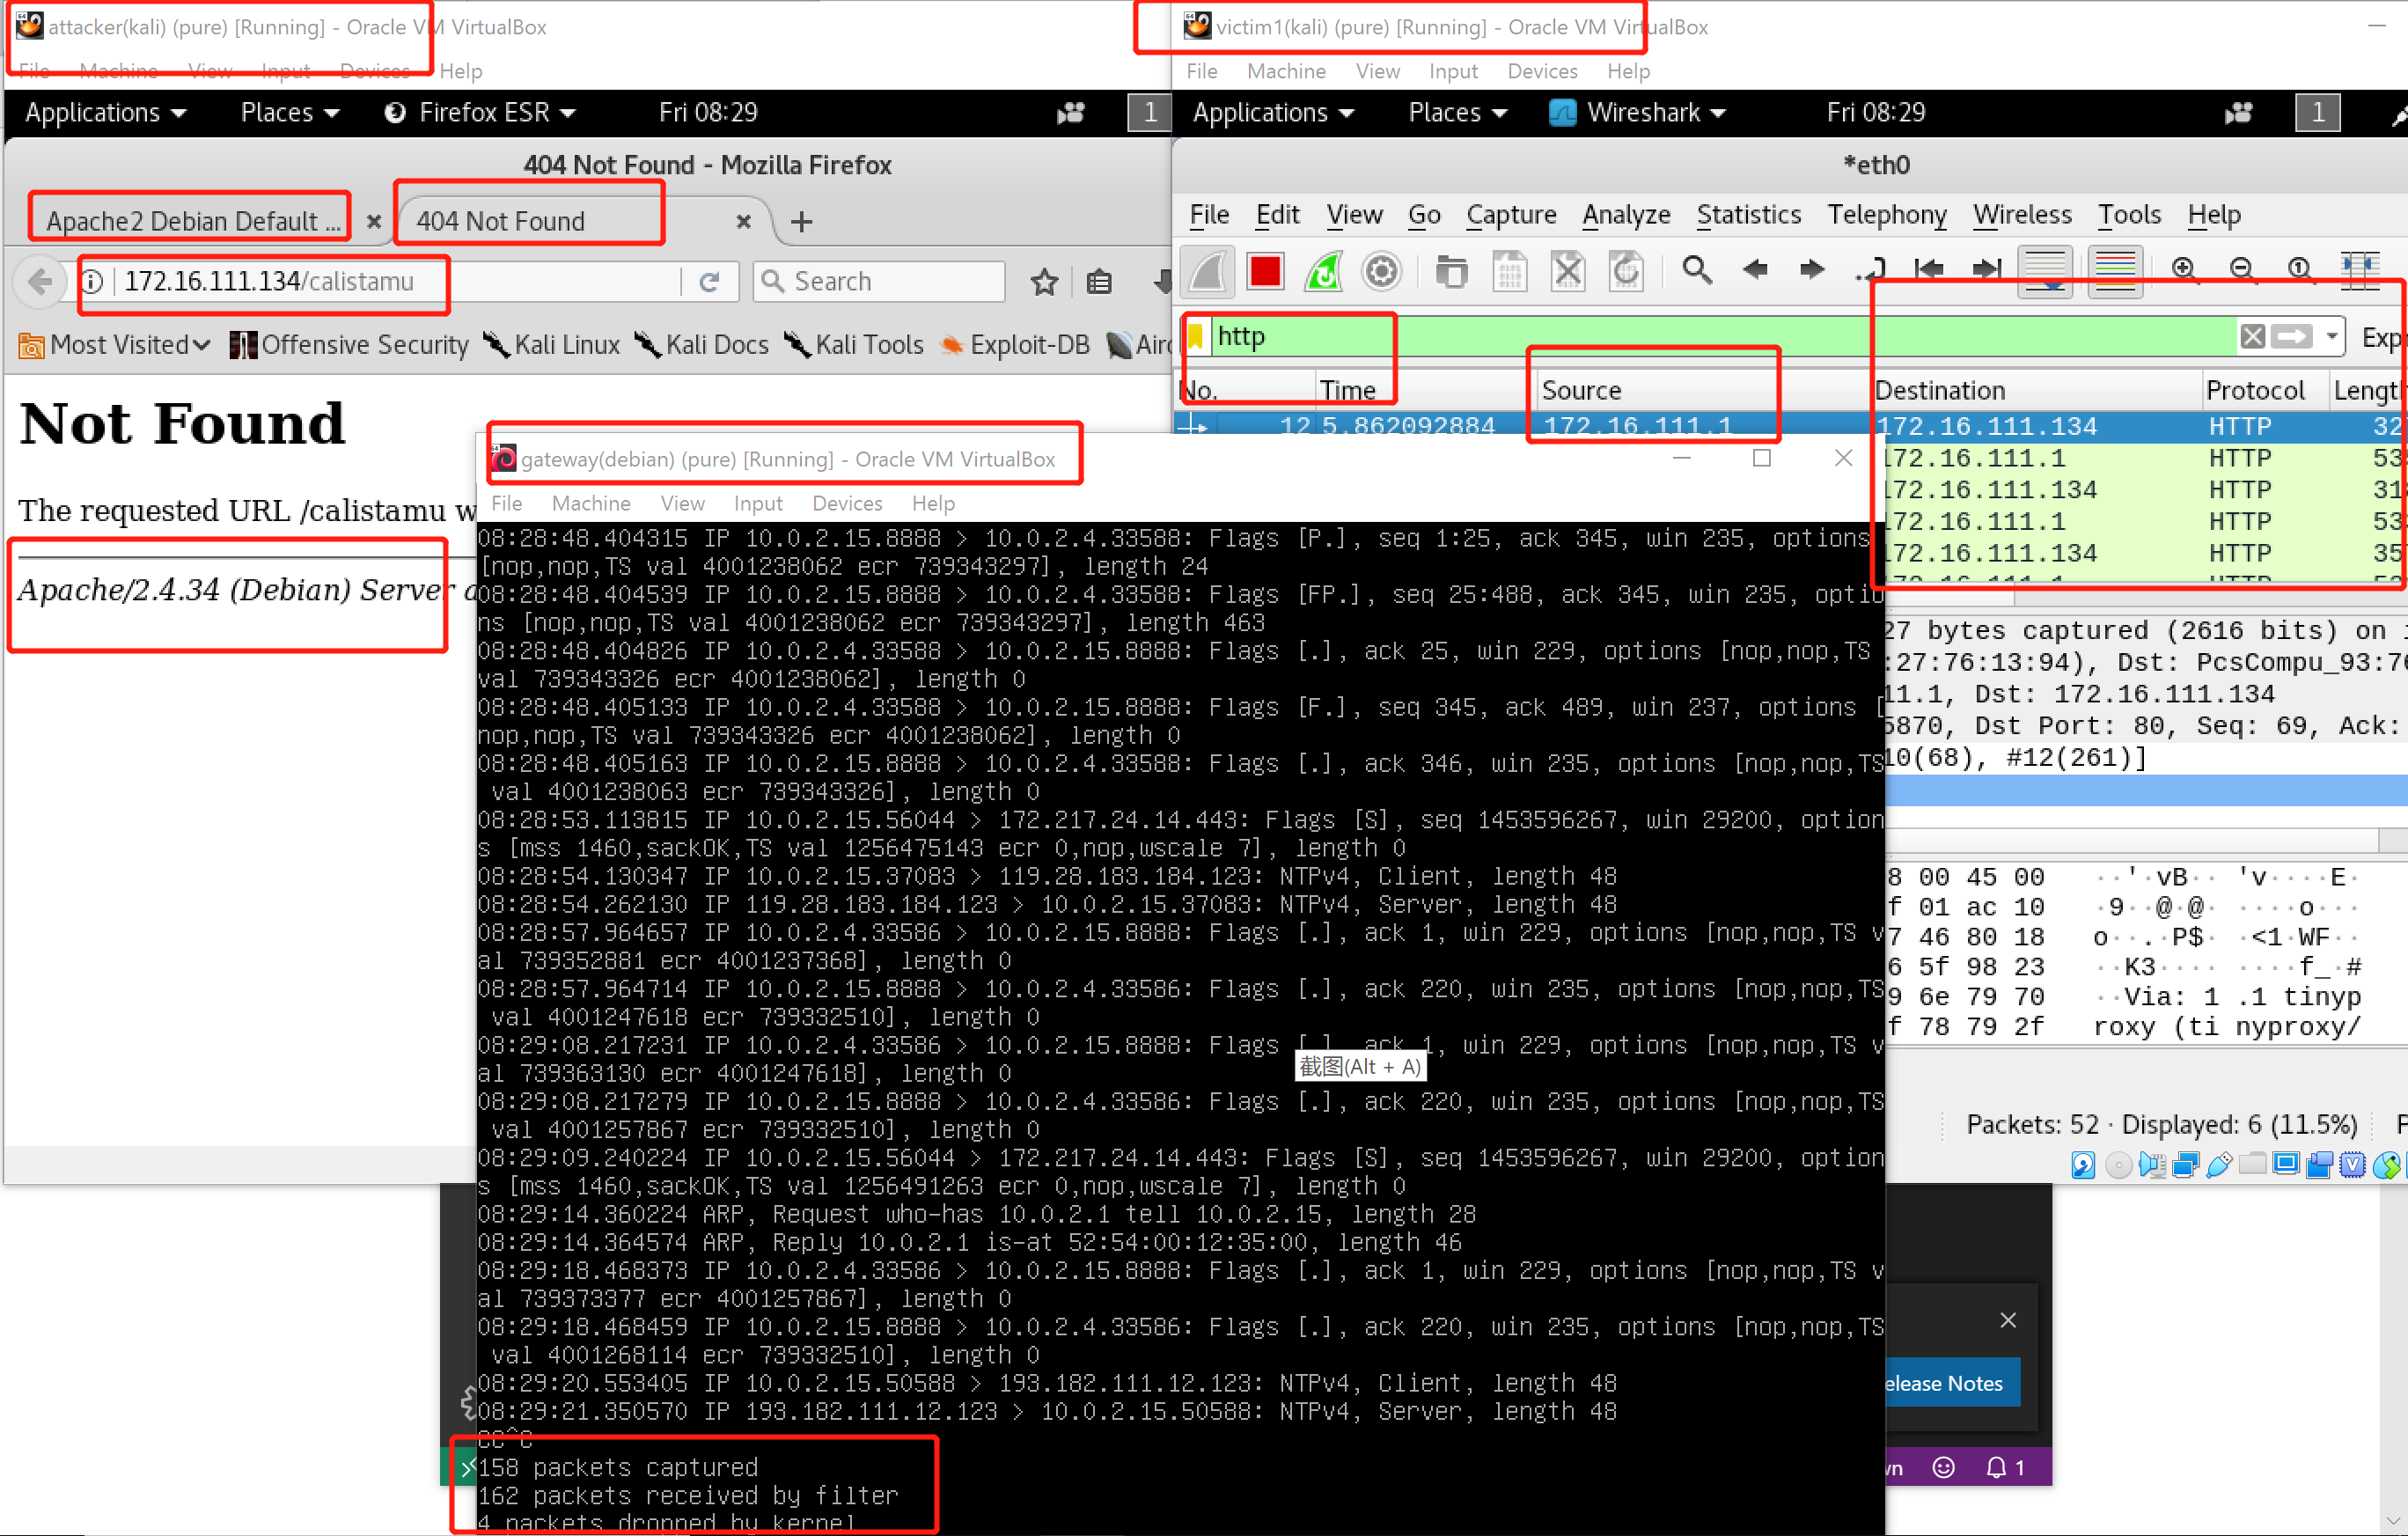 attacker(kali) (pure) [Running] - Oracle VM VirtualBox
File Machine View Input Devices Help
Applications Places Firefox ESR Fri 08:29 1
404 Not Found - Mozilla Firefox
Apache2 Debian Default ... 404 Not Found
172.16.111.134/calistamu Search
Most Visited Offensive Security Kali Linux Kali Docs Kali Tools Exploit-DB Airc
Not Found
The requested URL /calistamu w
Apache/2.4.34 (Debian) Server a
victim1(kali) (pure) [Running] - Oracle VM VirtualBox
File Machine View Input Devices Help
Applications Places Wireshark Fri 08:29 1
*eth0
File Edit View Go Capture Analyze Statistics Telephony Wireless Tools Help
http Exp
No. Time Source Destination Protocol Length
12 5.862092884 172.16.111.1 172.16.111.134 HTTP 32
172.16.111.1 HTTP 53
172.16.111.134 HTTP 31
172.16.111.1 HTTP 53
172.16.111.134 HTTP 35
172.16.111.1 HTTP
27 bytes captured (2616 bits) on
:27:76:13:94), Dst: PcsCompu_93:76
11.1, Dst: 172.16.111.134
5870, Dst Port: 80, Seq: 69, Ack:
10(68), #12(261)]
8 00 45 00 ··'·vB·· 'v····E·
f 01 ac 10 ·9··@·@· ····o···
7 46 80 18 o··.·P$· ·<1·WF··
6 5f 98 23 ··K3···· ····f_·#
9 6e 79 70 ··Via: 1 .1 tinyp
f 78 79 2f roxy (ti nyproxy/
Packets: 52 · Displayed: 6 (11.5%) P
gateway(debian) (pure) [Running] - Oracle VM VirtualBox
File Machine View Input Devices Help
08:28:48.404315 IP 10.0.2.15.8888 > 10.0.2.4.33588: Flags [P.], seq 1:25, ack 345, win 235, options
[nop,nop,TS val 4001238062 ecr 739343297], length 24
08:28:48.404539 IP 10.0.2.15.8888 > 10.0.2.4.33588: Flags [FP.], seq 25:488, ack 345, win 235, optio
ns [nop,nop,TS val 4001238062 ecr 739343297], length 463
08:28:48.404826 IP 10.0.2.4.33588 > 10.0.2.15.8888: Flags [.], ack 25, win 229, options [nop,nop,TS
val 739343326 ecr 4001238062], length 0
08:28:48.405133 IP 10.0.2.4.33588 > 10.0.2.15.8888: Flags [F.], seq 345, ack 489, win 237, options [
nop,nop,TS val 739343326 ecr 4001238062], length 0
08:28:48.405163 IP 10.0.2.15.8888 > 10.0.2.4.33588: Flags [.], ack 346, win 235, options [nop,nop,TS
val 4001238063 ecr 739343326], length 0
08:28:53.113815 IP 10.0.2.15.56044 > 172.217.24.14.443: Flags [S], seq 1453596267, win 29200, option
s [mss 1460,sackOK,TS val 1256475143 ecr 0,nop,wscale 7], length 0
08:28:54.130347 IP 10.0.2.15.37083 > 119.28.183.184.123: NTPv4, Client, length 48
08:28:54.262130 IP 119.28.183.184.123 > 10.0.2.15.37083: NTPv4, Server, length 48
08:28:57.964657 IP 10.0.2.4.33586 > 10.0.2.15.8888: Flags [.], ack 1, win 229, options [nop,nop,TS v
al 739352881 ecr 4001237368], length 0
08:28:57.964714 IP 10.0.2.15.8888 > 10.0.2.4.33586: Flags [.], ack 220, win 235, options [nop,nop,TS
val 4001247618 ecr 739332510], length 0
08:29:08.217231 IP 10.0.2.4.33586 > 10.0.2.15.8888: Flags [.], ack 1, win 229, options [nop,nop,TS v
al 739363130 ecr 4001247618], length 0
截图(Alt + A)
08:29:08.217279 IP 10.0.2.15.8888 > 10.0.2.4.33586: Flags [.], ack 220, win 235, options [nop,nop,TS
val 4001257867 ecr 739332510], length 0
08:29:09.240224 IP 10.0.2.15.56044 > 172.217.24.14.443: Flags [S], seq 1453596267, win 29200, option
s [mss 1460,sackOK,TS val 1256491263 ecr 0,nop,wscale 7], length 0
08:29:14.360224 ARP, Request who-has 10.0.2.1 tell 10.0.2.15, length 28
08:29:14.364574 ARP, Reply 10.0.2.1 is-at 52:54:00:12:35:00, length 46
08:29:18.468373 IP 10.0.2.4.33586 > 10.0.2.15.8888: Flags [.], ack 1, win 229, options [nop,nop,TS v
al 739373377 ecr 4001257867], length 0
08:29:18.468459 IP 10.0.2.15.8888 > 10.0.2.4.33586: Flags [.], ack 220, win 235, options [nop,nop,TS
val 4001268114 ecr 739332510], length 0
08:29:20.553405 IP 10.0.2.15.50588 > 193.182.111.12.123: NTPv4, Client, length 48
08:29:21.350570 IP 193.182.111.12.123 > 10.0.2.15.50588: NTPv4, Server, length 48
CC^C
158 packets captured
162 packets received by filter
4 packets dropped by kernel
elease Notes
wn 1